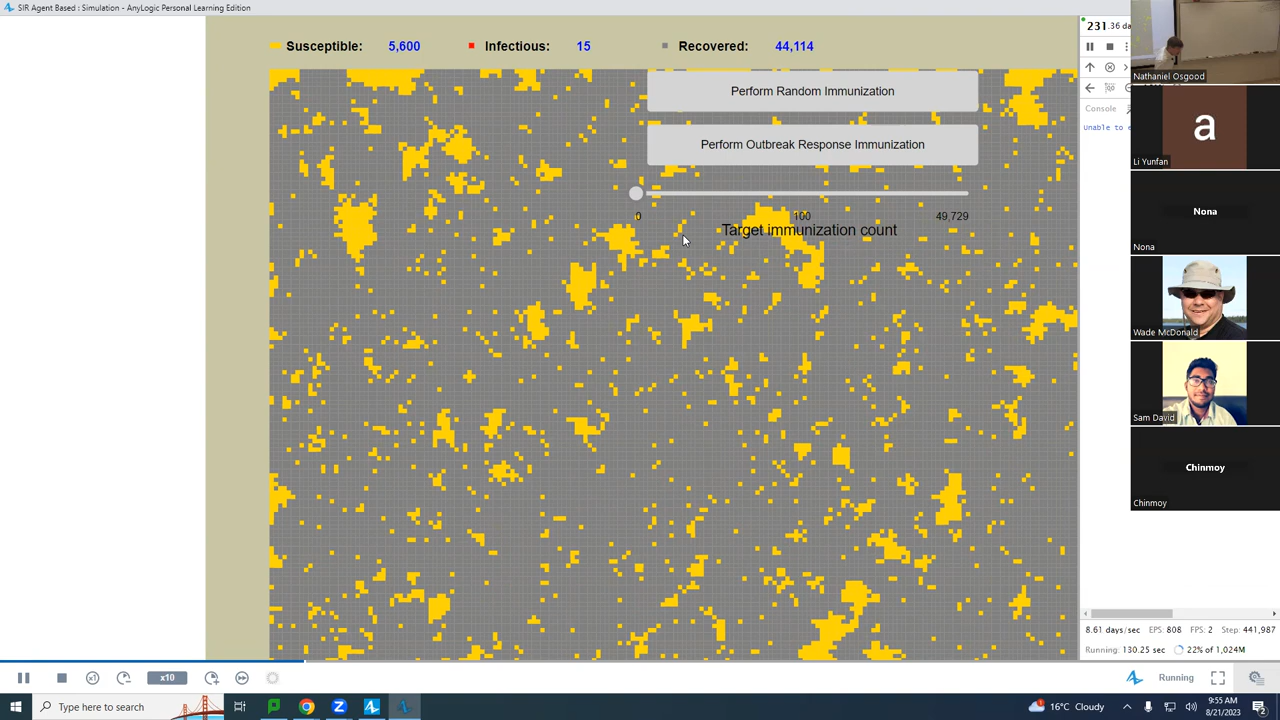 SIR Agent Based : Simulation - AnyLogic Personal Learning Edition
Susceptible: 5,600 Infectious: 15 Recovered: 44,114
Perform Random Immunization
Perform Outbreak Response Immunization
0 100 49,729
Target immunization count
231.36 da
Console
Unable to e
8.61 days/sec EPS: 808 FPS: 2 Step: 441,987
Running: 130.25 sec 22% of 1,024M
x10
Running
Nathaniel Osgood
a
Li Yunfan
Nona
Nona
Wade McDonald
Sam David
Chinmoy
Chinmoy
Type here to search
16°C Cloudy
9:55 AM
8/21/2023
2